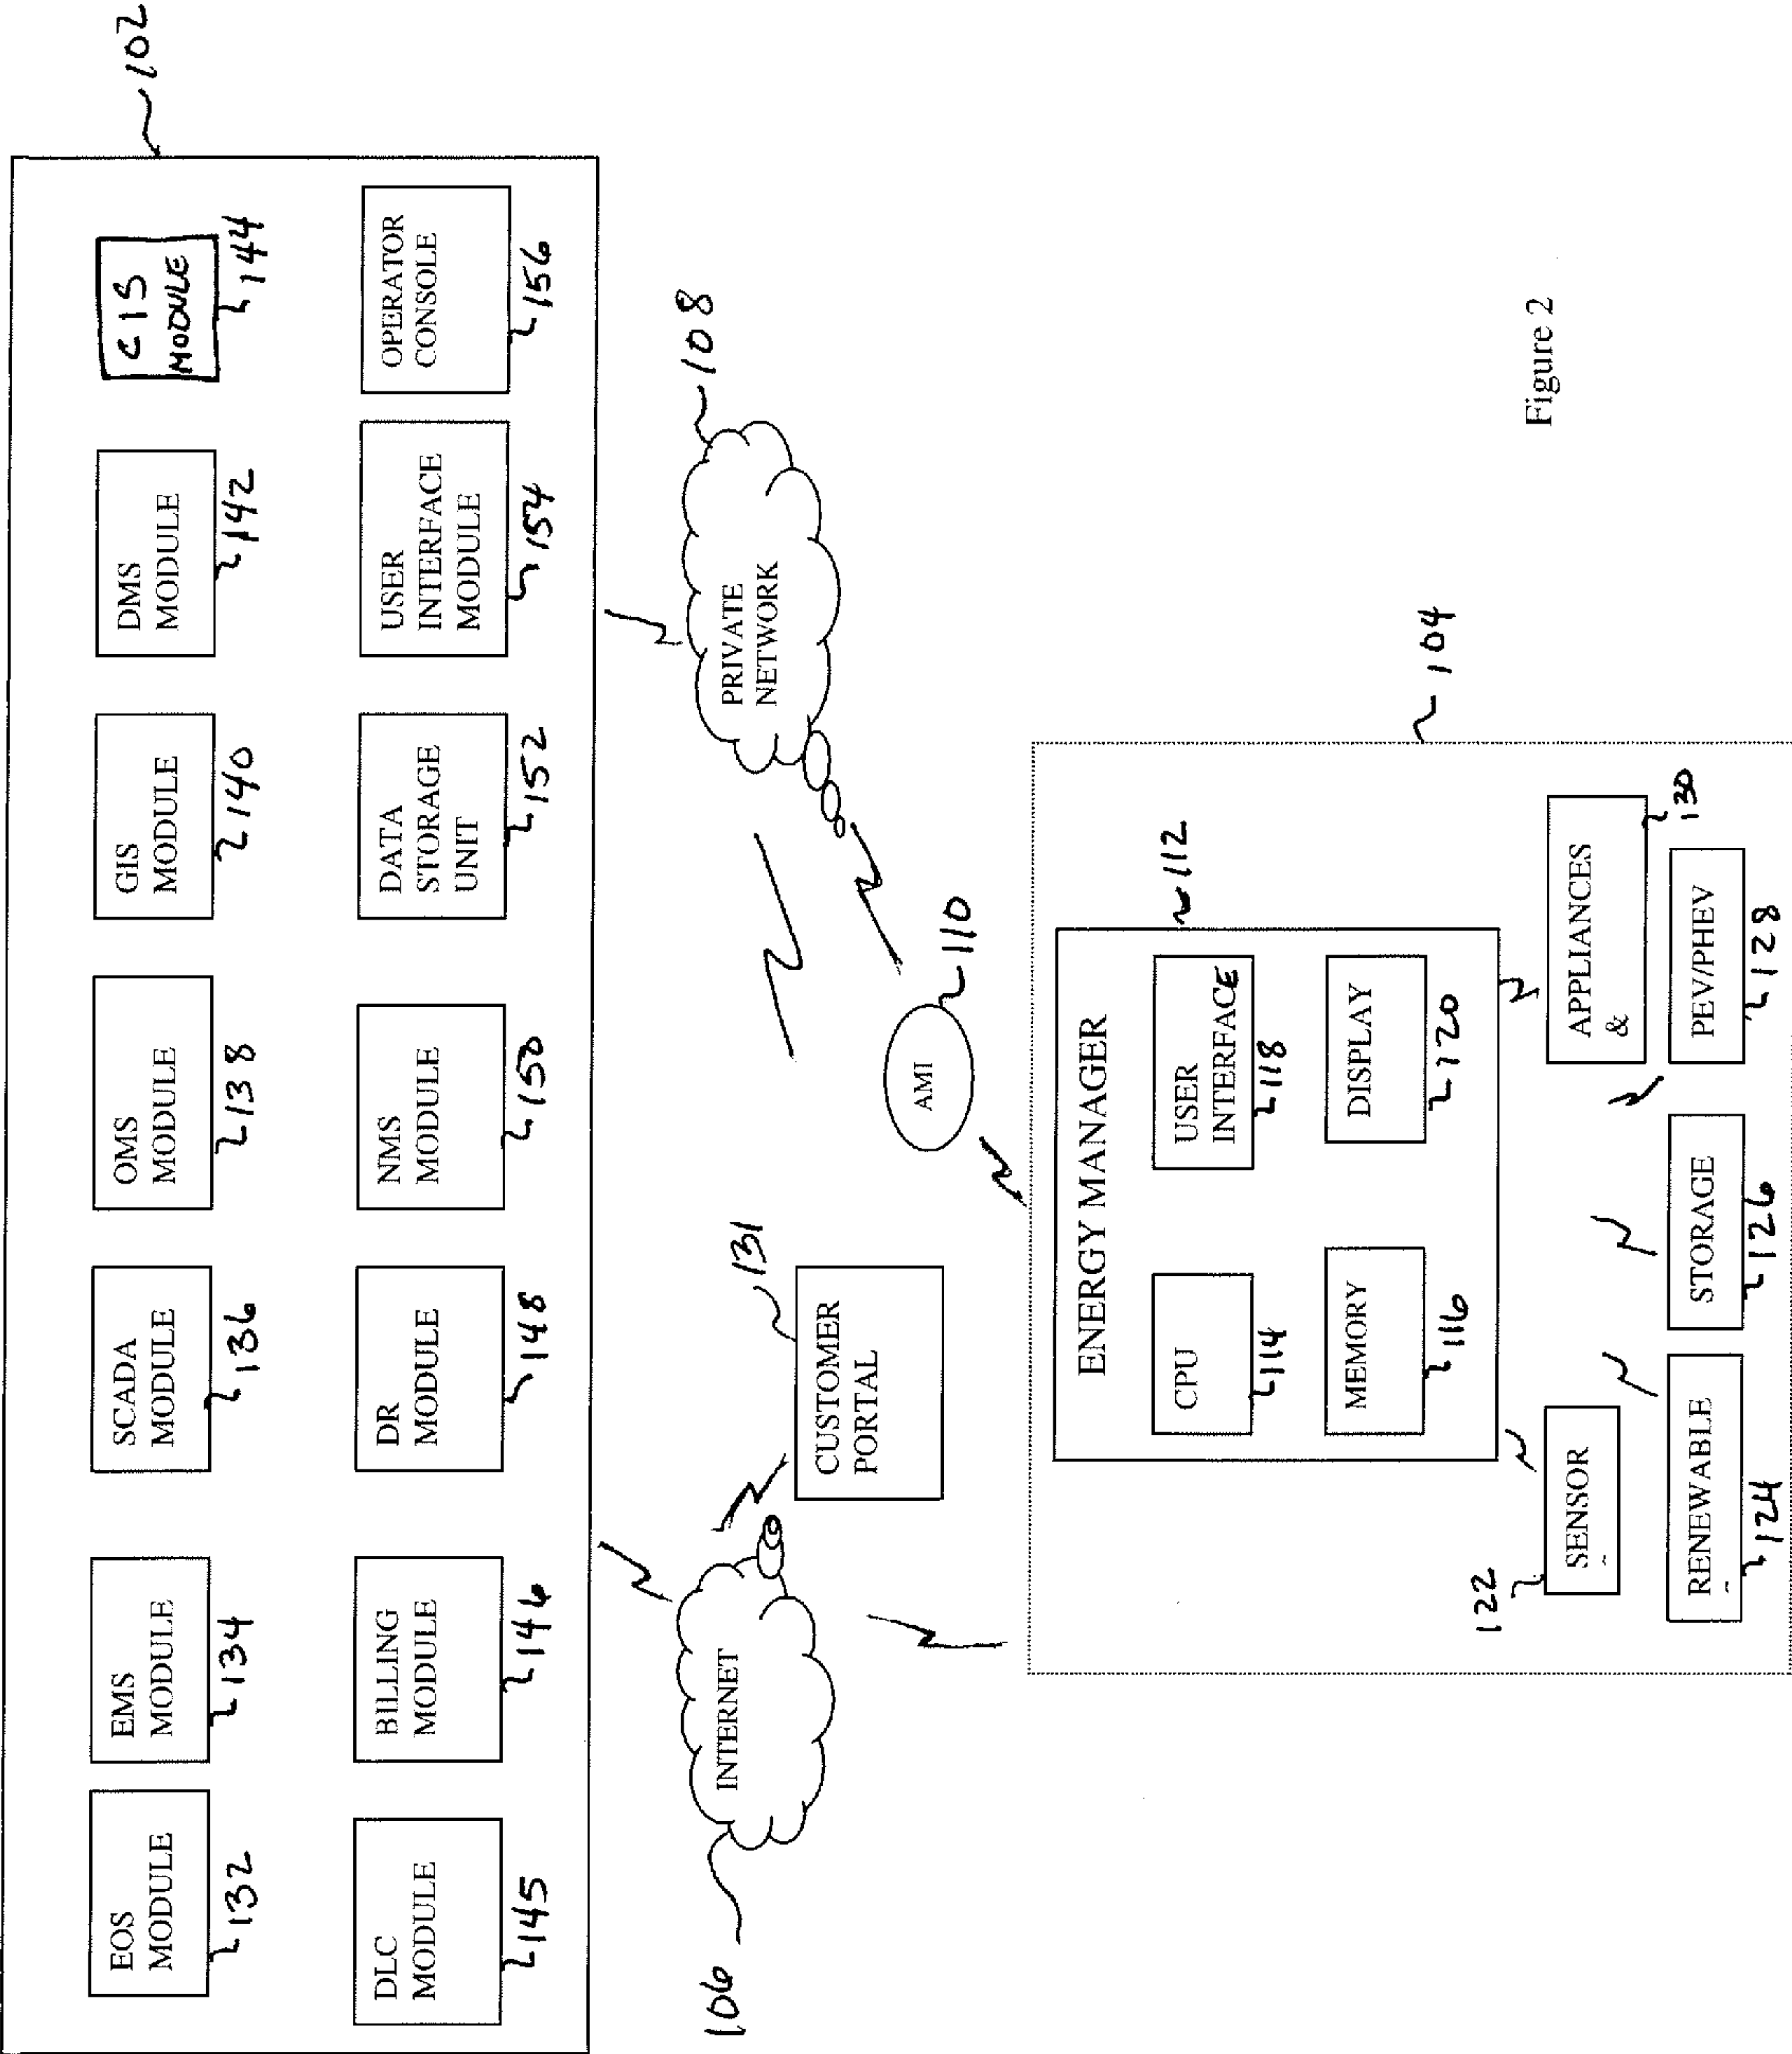 102
EOS
MODULE
132
EMS
MODULE
134
SCADA
MODULE
136
OMS
MODULE
138
GIS
MODULE
140
DMS
MODULE
142
CIS
MODULE
144
DLC
MODULE
145
BILLING
MODULE
146
DR
MODULE
148
NMS
MODULE
150
DATA
STORAGE
UNIT
152
USER
INTERFACE
MODULE
154
OPERATOR
CONSOLE
156
106
INTERNET
131
CUSTOMER
PORTAL
PRIVATE
NETWORK
108
AMI
110
104
ENERGY MANAGER
112
CPU
114
USER
INTERFACE
118
MEMORY
116
DISPLAY
120
122
SENSOR
APPLIANCES
&
130
RENEWABLE
124
STORAGE
126
PEV/PHEV
128
Figure 2